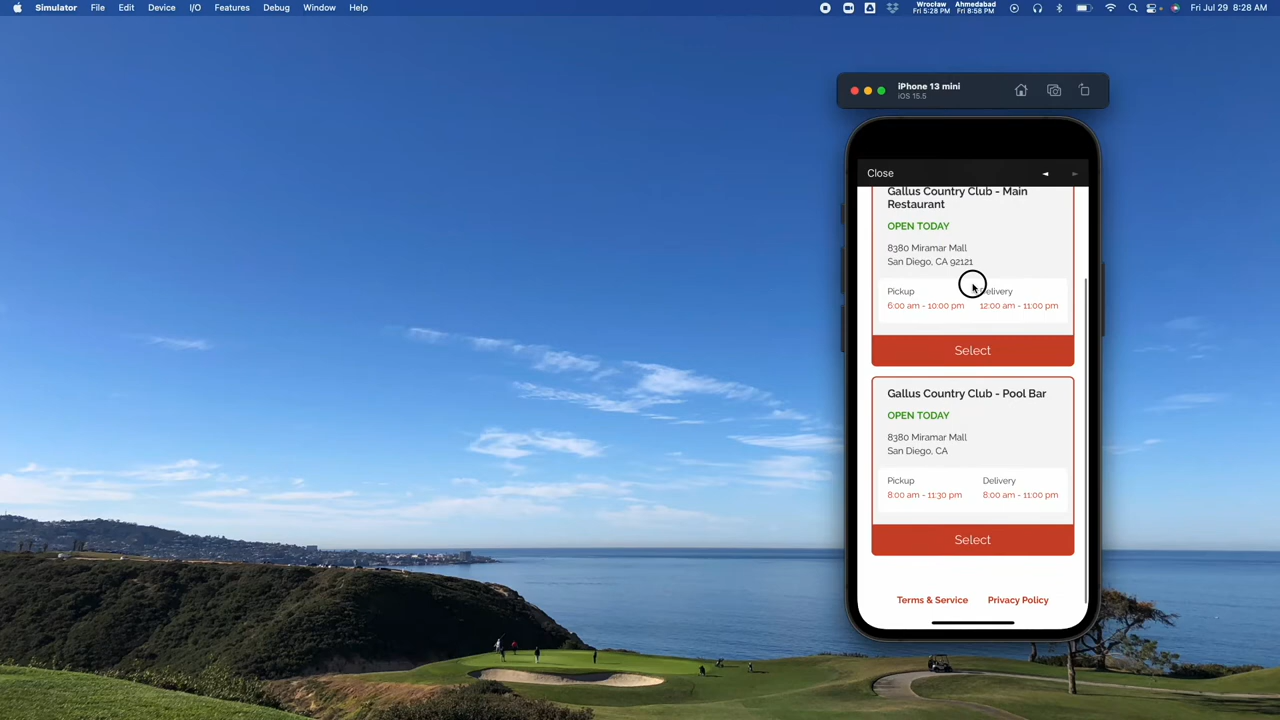 Simulator File Edit Device I/O Features Debug Window Help
Wrocław Ahmedabad
Fri 5:28 PM Fri 8:58 PM
Fri Jul 29 8:28 AM
iPhone 13 mini
iOS 15.5
Close
Gallus Country Club - Main
Restaurant
OPEN TODAY
8380 Miramar Mall
San Diego, CA 92121
Pickup Delivery
6:00 am - 10:00 pm 12:00 am - 11:00 pm
Select
Gallus Country Club - Pool Bar
OPEN TODAY
8380 Miramar Mall
San Diego, CA
Pickup Delivery
8:00 am - 11:30 pm 8:00 am - 11:00 pm
Select
Terms & Service Privacy Policy